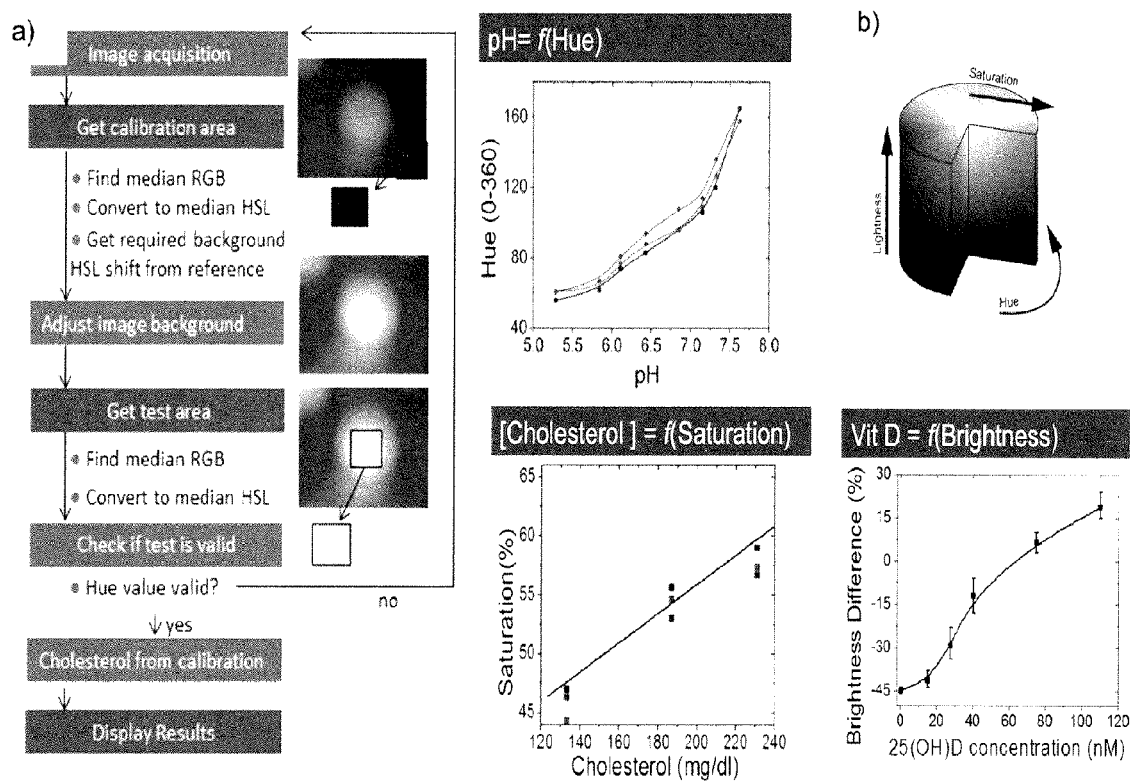 a)
Image acquisition
Get calibration area
• Find median RGB
• Convert to median HSL
• Get required background
HSL shift from reference
Adjust image background
Get test area
• Find median RGB
• Convert to median HSL
Check if test is valid
• Hue value valid?
no
yes
Cholesterol from calibration
Display Results
pH= f(Hue)
Hue (0-360)
160
120
80
40
5.0 5.5 6.0 6.5 7.0 7.5 8.0
pH
b)
Saturation
Lightness
Hue
[Cholesterol ] = f(Saturation)
Saturation(%)
65
60
55
50
45
120 140 160 180 200 220 240
Cholesterol (mg/dl)
Vit D = f(Brightness)
Brightness Difference (%)
30
15
0
-15
-30
-45
0 20 40 60 80 100 120
25(OH)D concentration (nM)